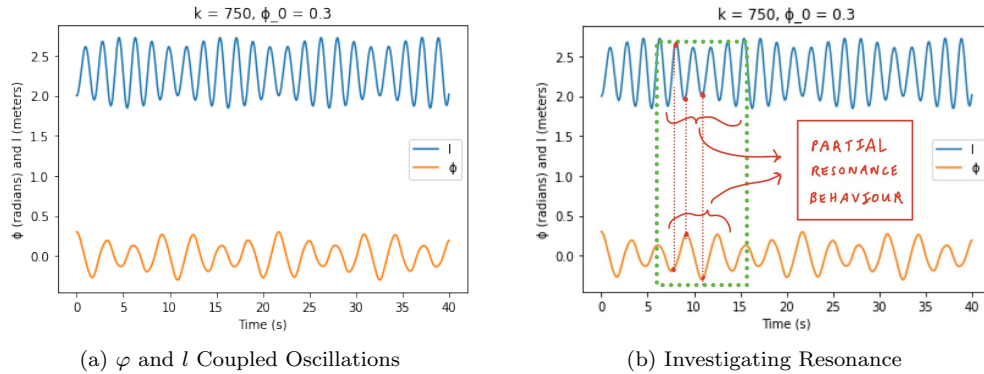 k = 750, ϕ_0 = 0.3
ϕ (radians) and l (meters)
2.5
2.0
1.5
1.0
0.5
0.0
l
ϕ
0 5 10 15 20 25 30 35 40
Time (s)
(a) φ and l Coupled Oscillations
k = 750, ϕ_0 = 0.3
ϕ (radians) and l (meters)
2.5
2.0
1.5
1.0
0.5
0.0
PARTIAL
RESONANCE
BEHAVIOUR
l
ϕ
0 5 10 15 20 25 30 35 40
Time (s)
(b) Investigating Resonance